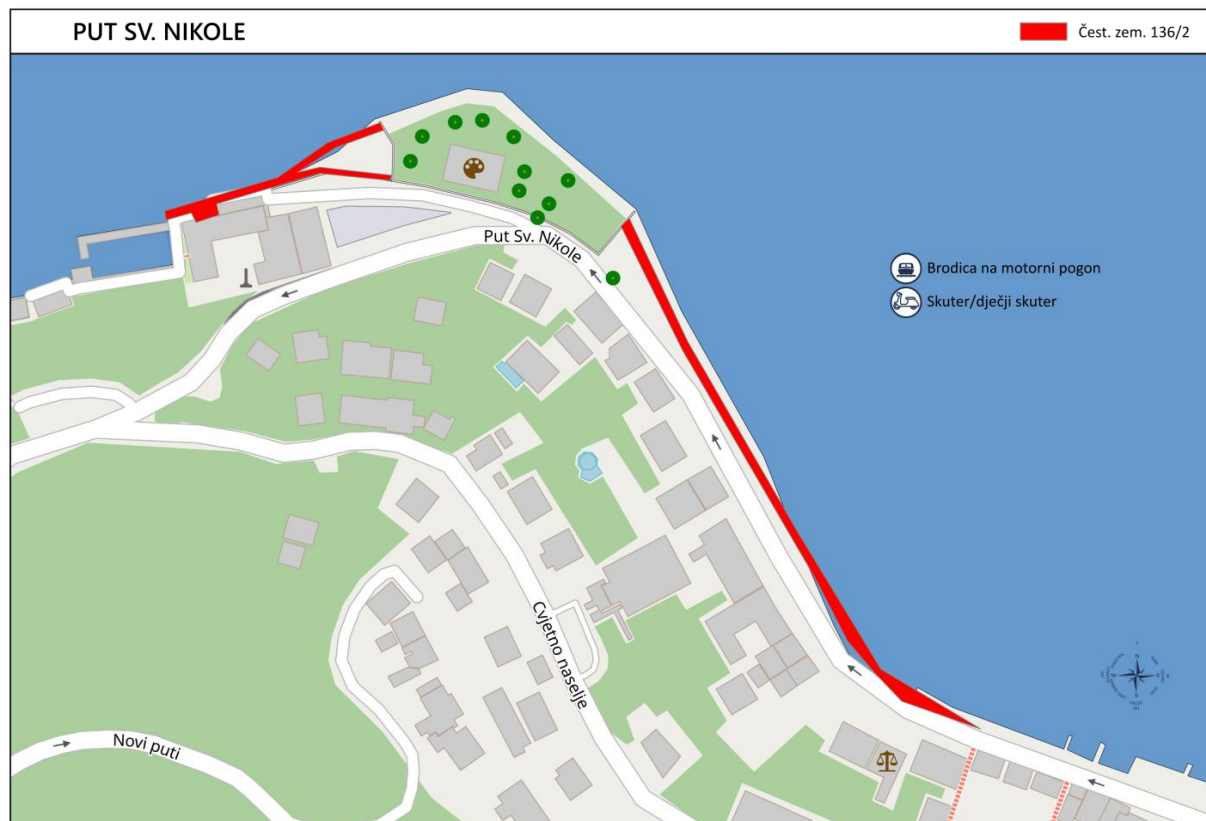 PUT SV. NIKOLE
Čest. zem. 136/2
Put Sv. Nikole
Brodica na motorni pogon
Skuter/dječji skuter
Cvjetno naselje
Novi puti
N
W
S